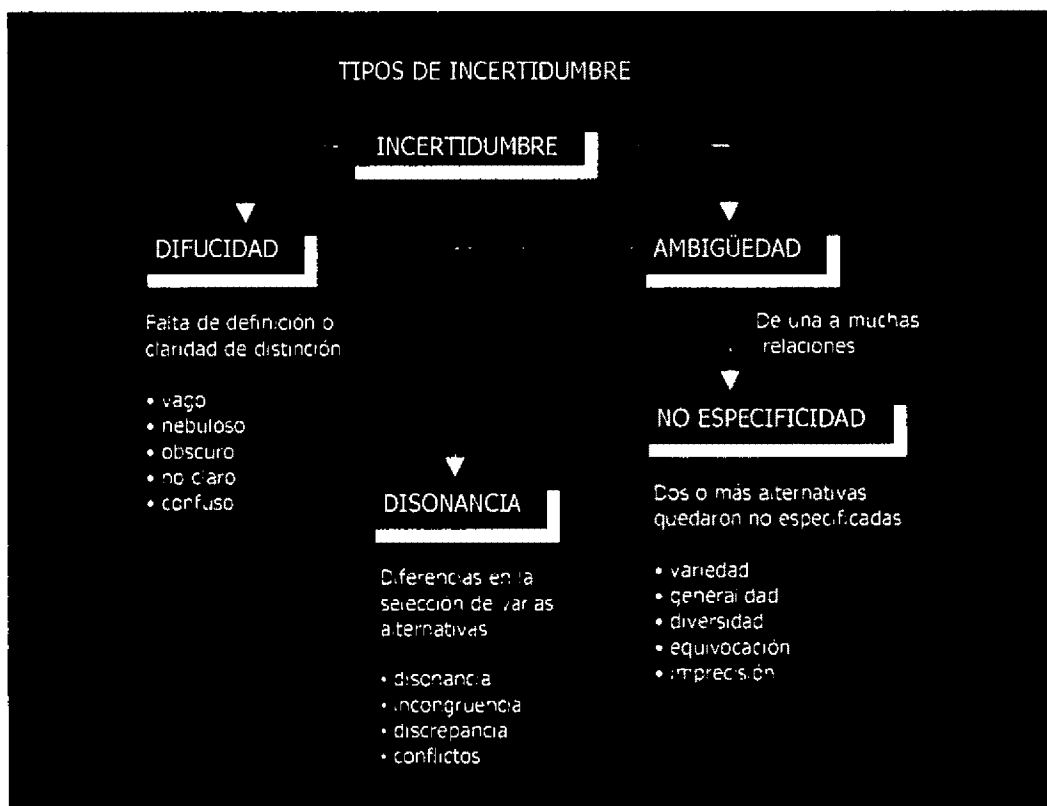 TIPOS DE INCERTIDUMBRE
INCERTIDUMBRE
DIFUCIDAD
Falta de definición o
claridad de distinción
• vago
• nebuloso
• obscuro
• no claro
• confuso
AMBIGÜEDAD
De una a muchas
relaciones
NO ESPECIFICIDAD
Dos o más alternativas
quedaron no especificadas
• variedad
• generalidad
• diversidad
• equivocación
• imprecisión
DISONANCIA
Diferencias en la
selección de varias
alternativas
• disonancia
• incongruencia
• discrepancia
• conflictos